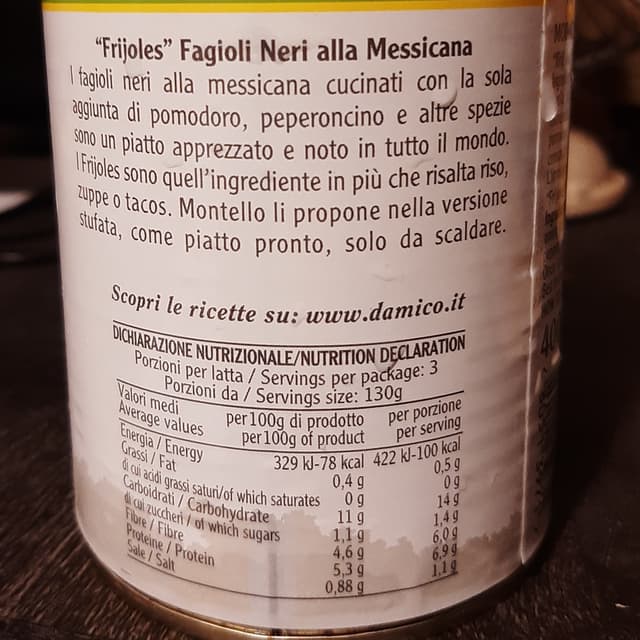 “Frijoles” Fagioli Neri alla Messicana
I fagioli neri alla messicana cucinati con la sola
aggiunta di pomodoro, peperoncino e altre spezie
sono un piatto apprezzato e noto in tutto il mondo.
I Frijoles sono quell'ingrediente in più che risalta riso,
zuppe o tacos. Montello li propone nella versione
stufata, come piatto pronto, solo da scaldare.
Scopri le ricette su: www.damico.it
DICHIARAZIONE NUTRIZIONALE/NUTRITION DECLARATION
Porzioni per latta / Servings per package: 3
Porzioni da / Servings size: 130g
Valori medi per 100g di prodotto per porzione
Average values per 100g of product per serving
Energia / Energy 329 kJ-78 kcal 422 kJ-100 kcal
Grassi / Fat 0,4 g 0,5 g
di cui acidi grassi saturi/of which saturates 0 g 0 g
Carboidrati / Carbohydrate 11 g 14 g
di cui zuccheri / of which sugars 1,1 g 1,4 g
Fibre / Fibre 4,6 g 6,0 g
Proteine / Protein 5,3 g 6,9 g
Sale / Salt 0,88 g 1,1 g